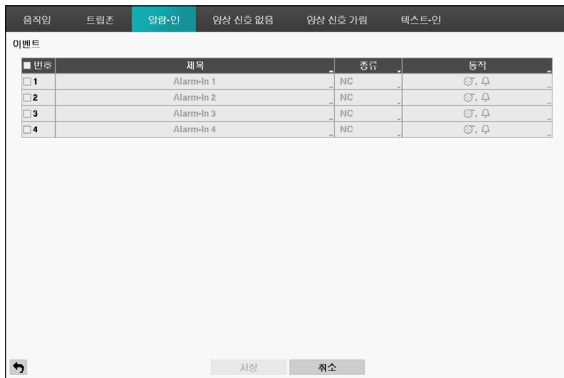 움직임 트립존 알람-인 영상 신호 없음 영상 신호 가림 텍스트-인
이벤트
번호 제목 종류 동작
1 Alarm-In 1 NC
2 Alarm-In 2 NC
3 Alarm-In 3 NC
4 Alarm-In 4 NC
저장 취소